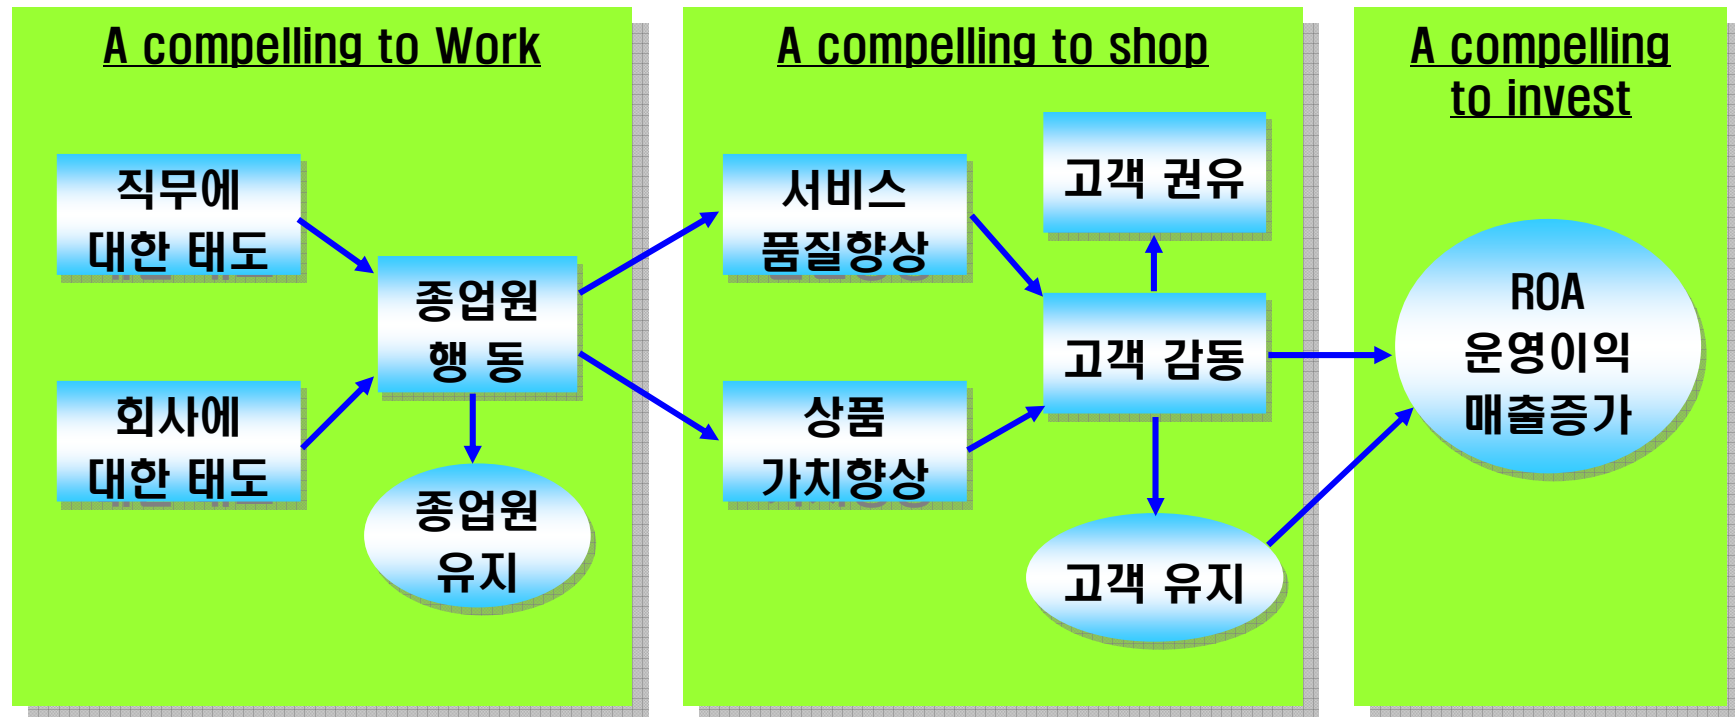 A compelling to Work
직무에
대한 태도
회사에
대한 태도
종업원
행 동
종업원
유지
A compelling to shop
서비스
품질향상
상품
가치향상
고객 권유
고객 감동
고객 유지
A compelling
to invest
ROA
운영이익
매출증가